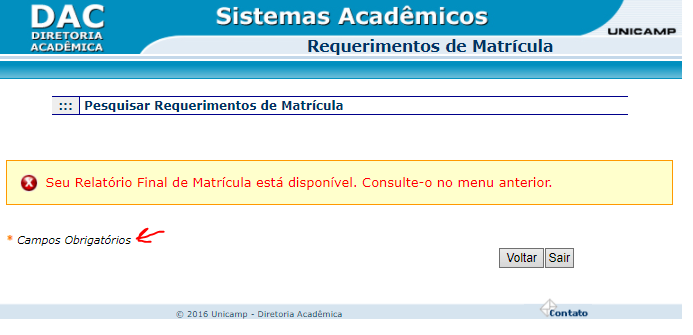 DAC
DIRETORIA
ACADÊMICA
Sistemas Acadêmicos
UNICAMP
Requerimentos de Matrícula
::: Pesquisar Requerimentos de Matrícula
Seu Relatório Final de Matrícula está disponível. Consulte-o no menu anterior.
* Campos Obrigatórios
Voltar Sair
© 2016 Unicamp - Diretoria Acadêmica
Contato